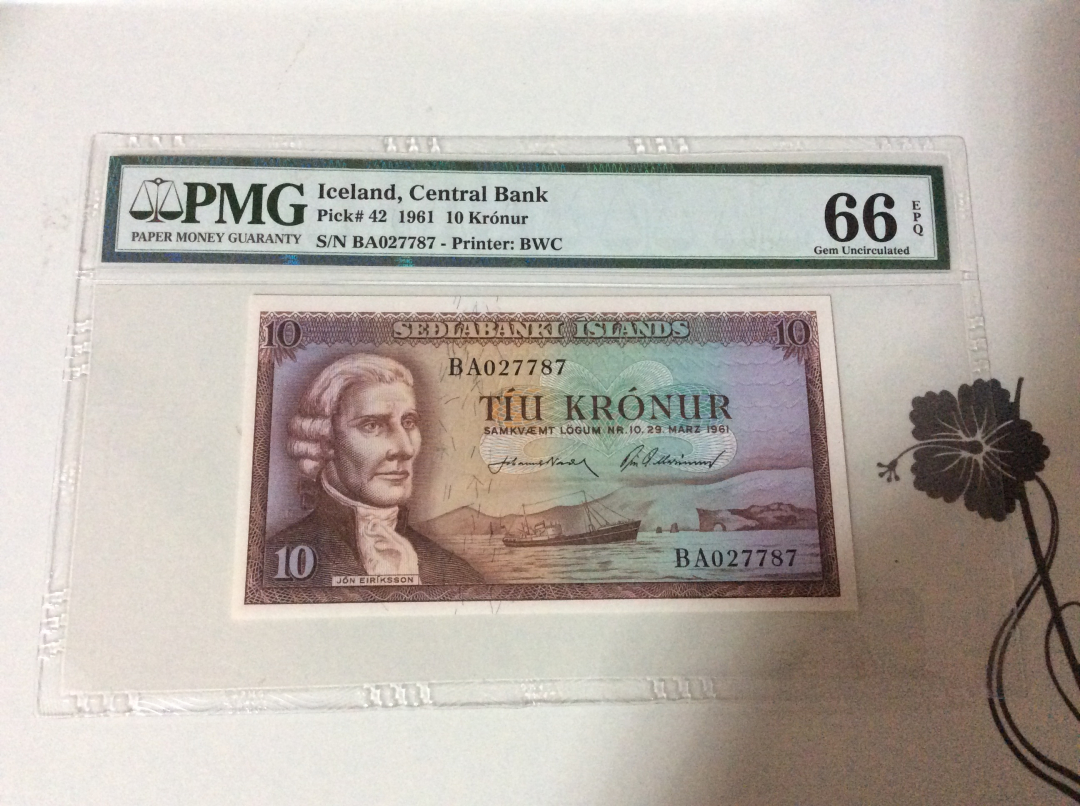 PMG
PAPER MONEY GUARANTY
Iceland, Central Bank
Pick# 42 1961 10 Krónur
S/N BA027787 - Printer: BWC
66 EPQ
Gem Uncirculated
10 SEÐLABANKI ÍSLANDS 10
BA027787
TÍU KRÓNUR
SAMKVÆMT LÖGUM NR. 10, 29. MARZ 1961
10
JÓN EIRÍKSSON
BA027787